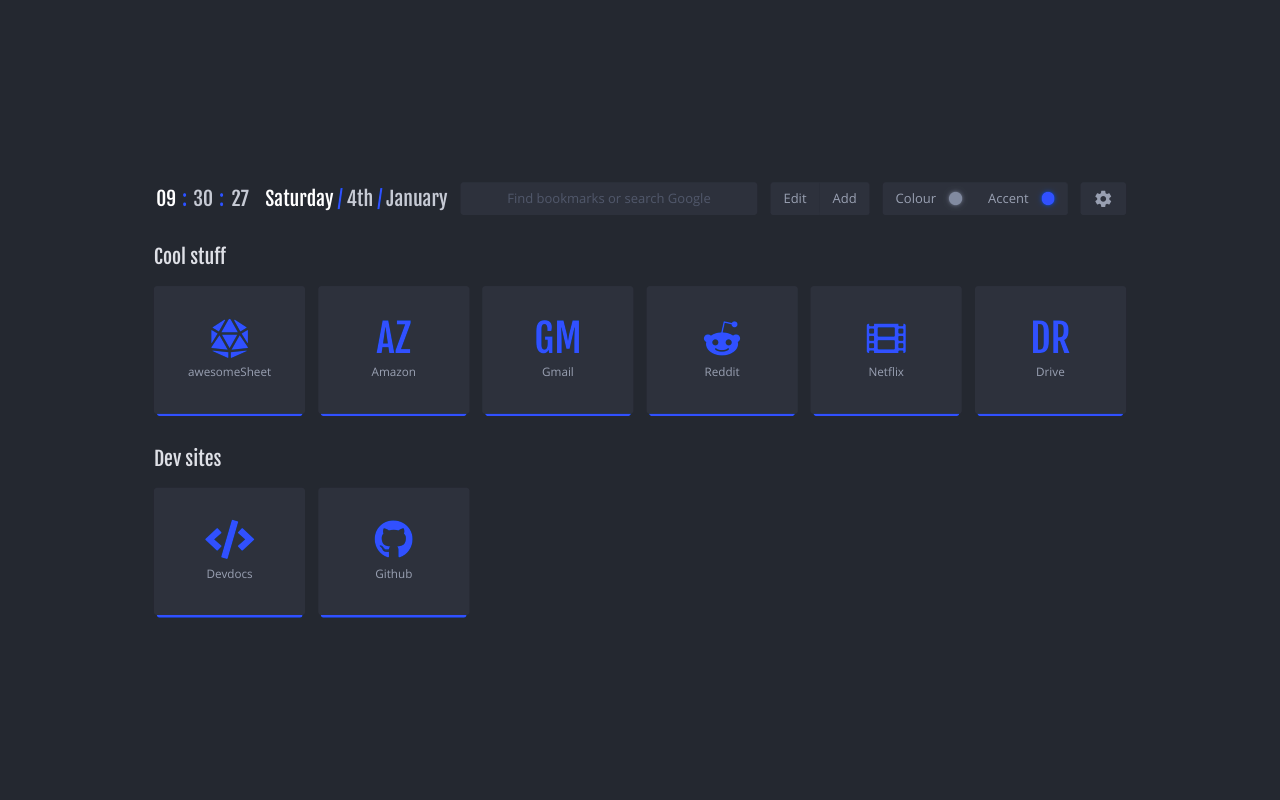 09 : 30 : 27 Saturday / 4th / January Find bookmarks or search Google Edit Add Colour Accent
Cool stuff
AZ GM DR
awesomeSheet Amazon Gmail Reddit Netflix Drive
Dev sites
Devdocs Github